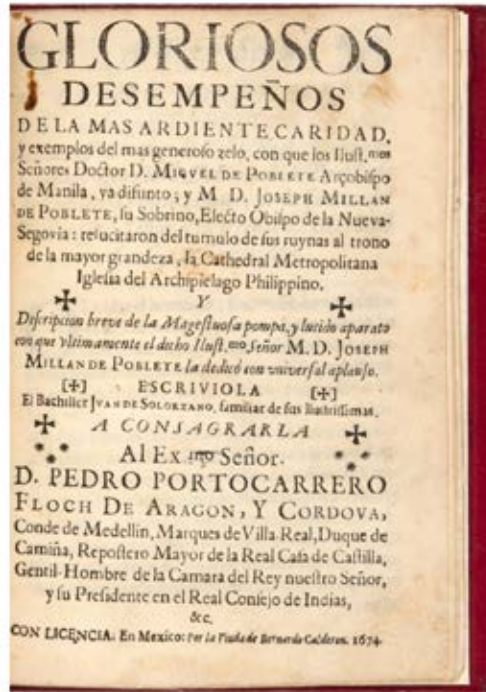 GLORIOSOS
DESEMPEÑOS
DE LA MAS ARDIENTE CARIDAD,
y exemplos del mas generoso zelo, con que los Illust.mos
Señores Doctor D. MIGVEL DE POBLETE Arçobispo
de Manila, ya difunto; y M D. JOSEPH MILLAN
DE POBLETE, su Sobrino, Electo Obispo de la Nueva-
Segovia: resucitaron del tumulo de sus ruynas al trono
de la mayor grandeza, la Cathedral Metropolitana
Iglesia del Archipielago Philippino.
Y
Descripcion breve de la Magestuosa pompa, y lucido aparato
con que vltimamente el dicho Illust.mo Señor M. D. JOSEPH
MILLAN DE POBLETE la dedicó con vniversal aplauso.
[✠] ESCRIVIOLA [✠]
El Bachiller JVAN DE SOLORZANO, familiar de sus Illustrissimas.
A CONSAGRARLA
Al Ex.mo Señor.
D. PEDRO PORTOCARRERO
FLOCH DE ARAGON, Y CORDOVA,
Conde de Medellin, Marques de Villa Real, Duque de
Camiña, Repostero Mayor de la Real Casa de Castilla,
Gentil-Hombre de la Camara del Rey nuestro Señor,
y su Presidente en el Real Consejo de Indias,
&c.
CON LICENCIA. En Mexico: Por la Viuda de Bernardo Calderon. 1674